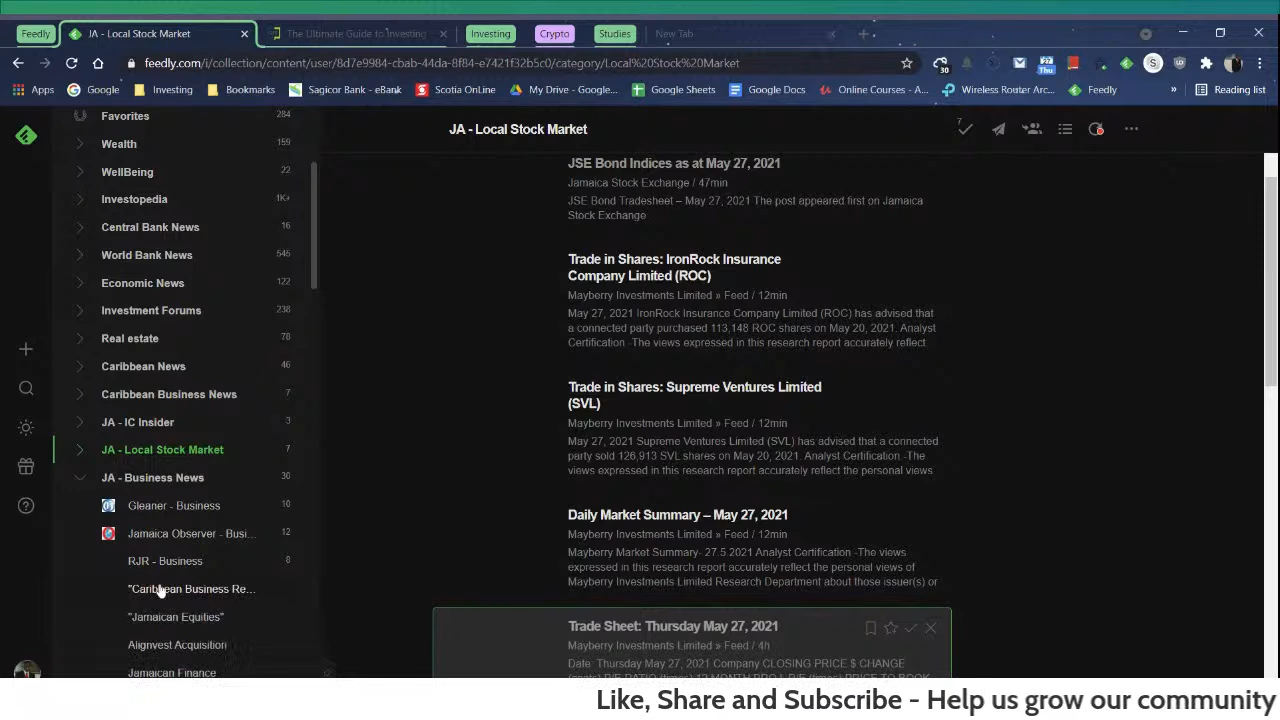 Feedly
JA - Local Stock Market
The Ultimate Guide to Investing
Investing
Crypto
Studies
New Tab
feedly.com/i/collection/content/user/8d7e9984-cbab-44da-8f84-e7421f32b5c0/category/Local%20Stock%20Market
30
27
Thu
Apps
Google
Investing
Bookmarks
Sagicor Bank - eBank
Scotia OnLine
My Drive - Google...
Google Sheets
Google Docs
Online Courses - A...
Wireless Router Arc...
Feedly
»
Reading list
Favorites 284
Wealth 159
WellBeing 22
Investopedia 1K+
Central Bank News 16
World Bank News 545
Economic News 122
Investment Forums 238
Real estate 78
Caribbean News 46
Caribbean Business News 7
JA - IC Insider 3
JA - Local Stock Market 7
JA - Business News 30
Gleaner - Business 10
Jamaica Observer - Busi... 12
RJR - Business 8
"Caribbean Business Re...
"Jamaican Equities"
Alignvest Acquisition
Jamaican Finance
JA - Local Stock Market
7
JSE Bond Indices as at May 27, 2021
Jamaica Stock Exchange / 47min
JSE Bond Tradesheet – May 27, 2021 The post appeared first on Jamaica
Stock Exchange
Trade in Shares: IronRock Insurance
Company Limited (ROC)
Mayberry Investments Limited » Feed / 12min
May 27, 2021 IronRock Insurance Company Limited (ROC) has advised that
a connected party purchased 113,148 ROC shares on May 20, 2021. Analyst
Certification -The views expressed in this research report accurately reflect
Trade in Shares: Supreme Ventures Limited
(SVL)
Mayberry Investments Limited » Feed / 12min
May 27, 2021 Supreme Ventures Limited (SVL) has advised that a connected
party sold 126,913 SVL shares on May 20, 2021. Analyst Certification -The
views expressed in this research report accurately reflect the personal views
Daily Market Summary – May 27, 2021
Mayberry Investments Limited » Feed / 12min
Mayberry Market Summary- 27.5 2021 Analyst Certification -The views
expressed in this research report accurately reflect the personal views of
Mayberry Investments Limited Research Department about those issuer(s) or
Trade Sheet: Thursday May 27, 2021
Mayberry Investments Limited » Feed / 4h
Date: Thursday May 27, 2021 Company CLOSING PRICE $ CHANGE
Like, Share and Subscribe - Help us grow our community